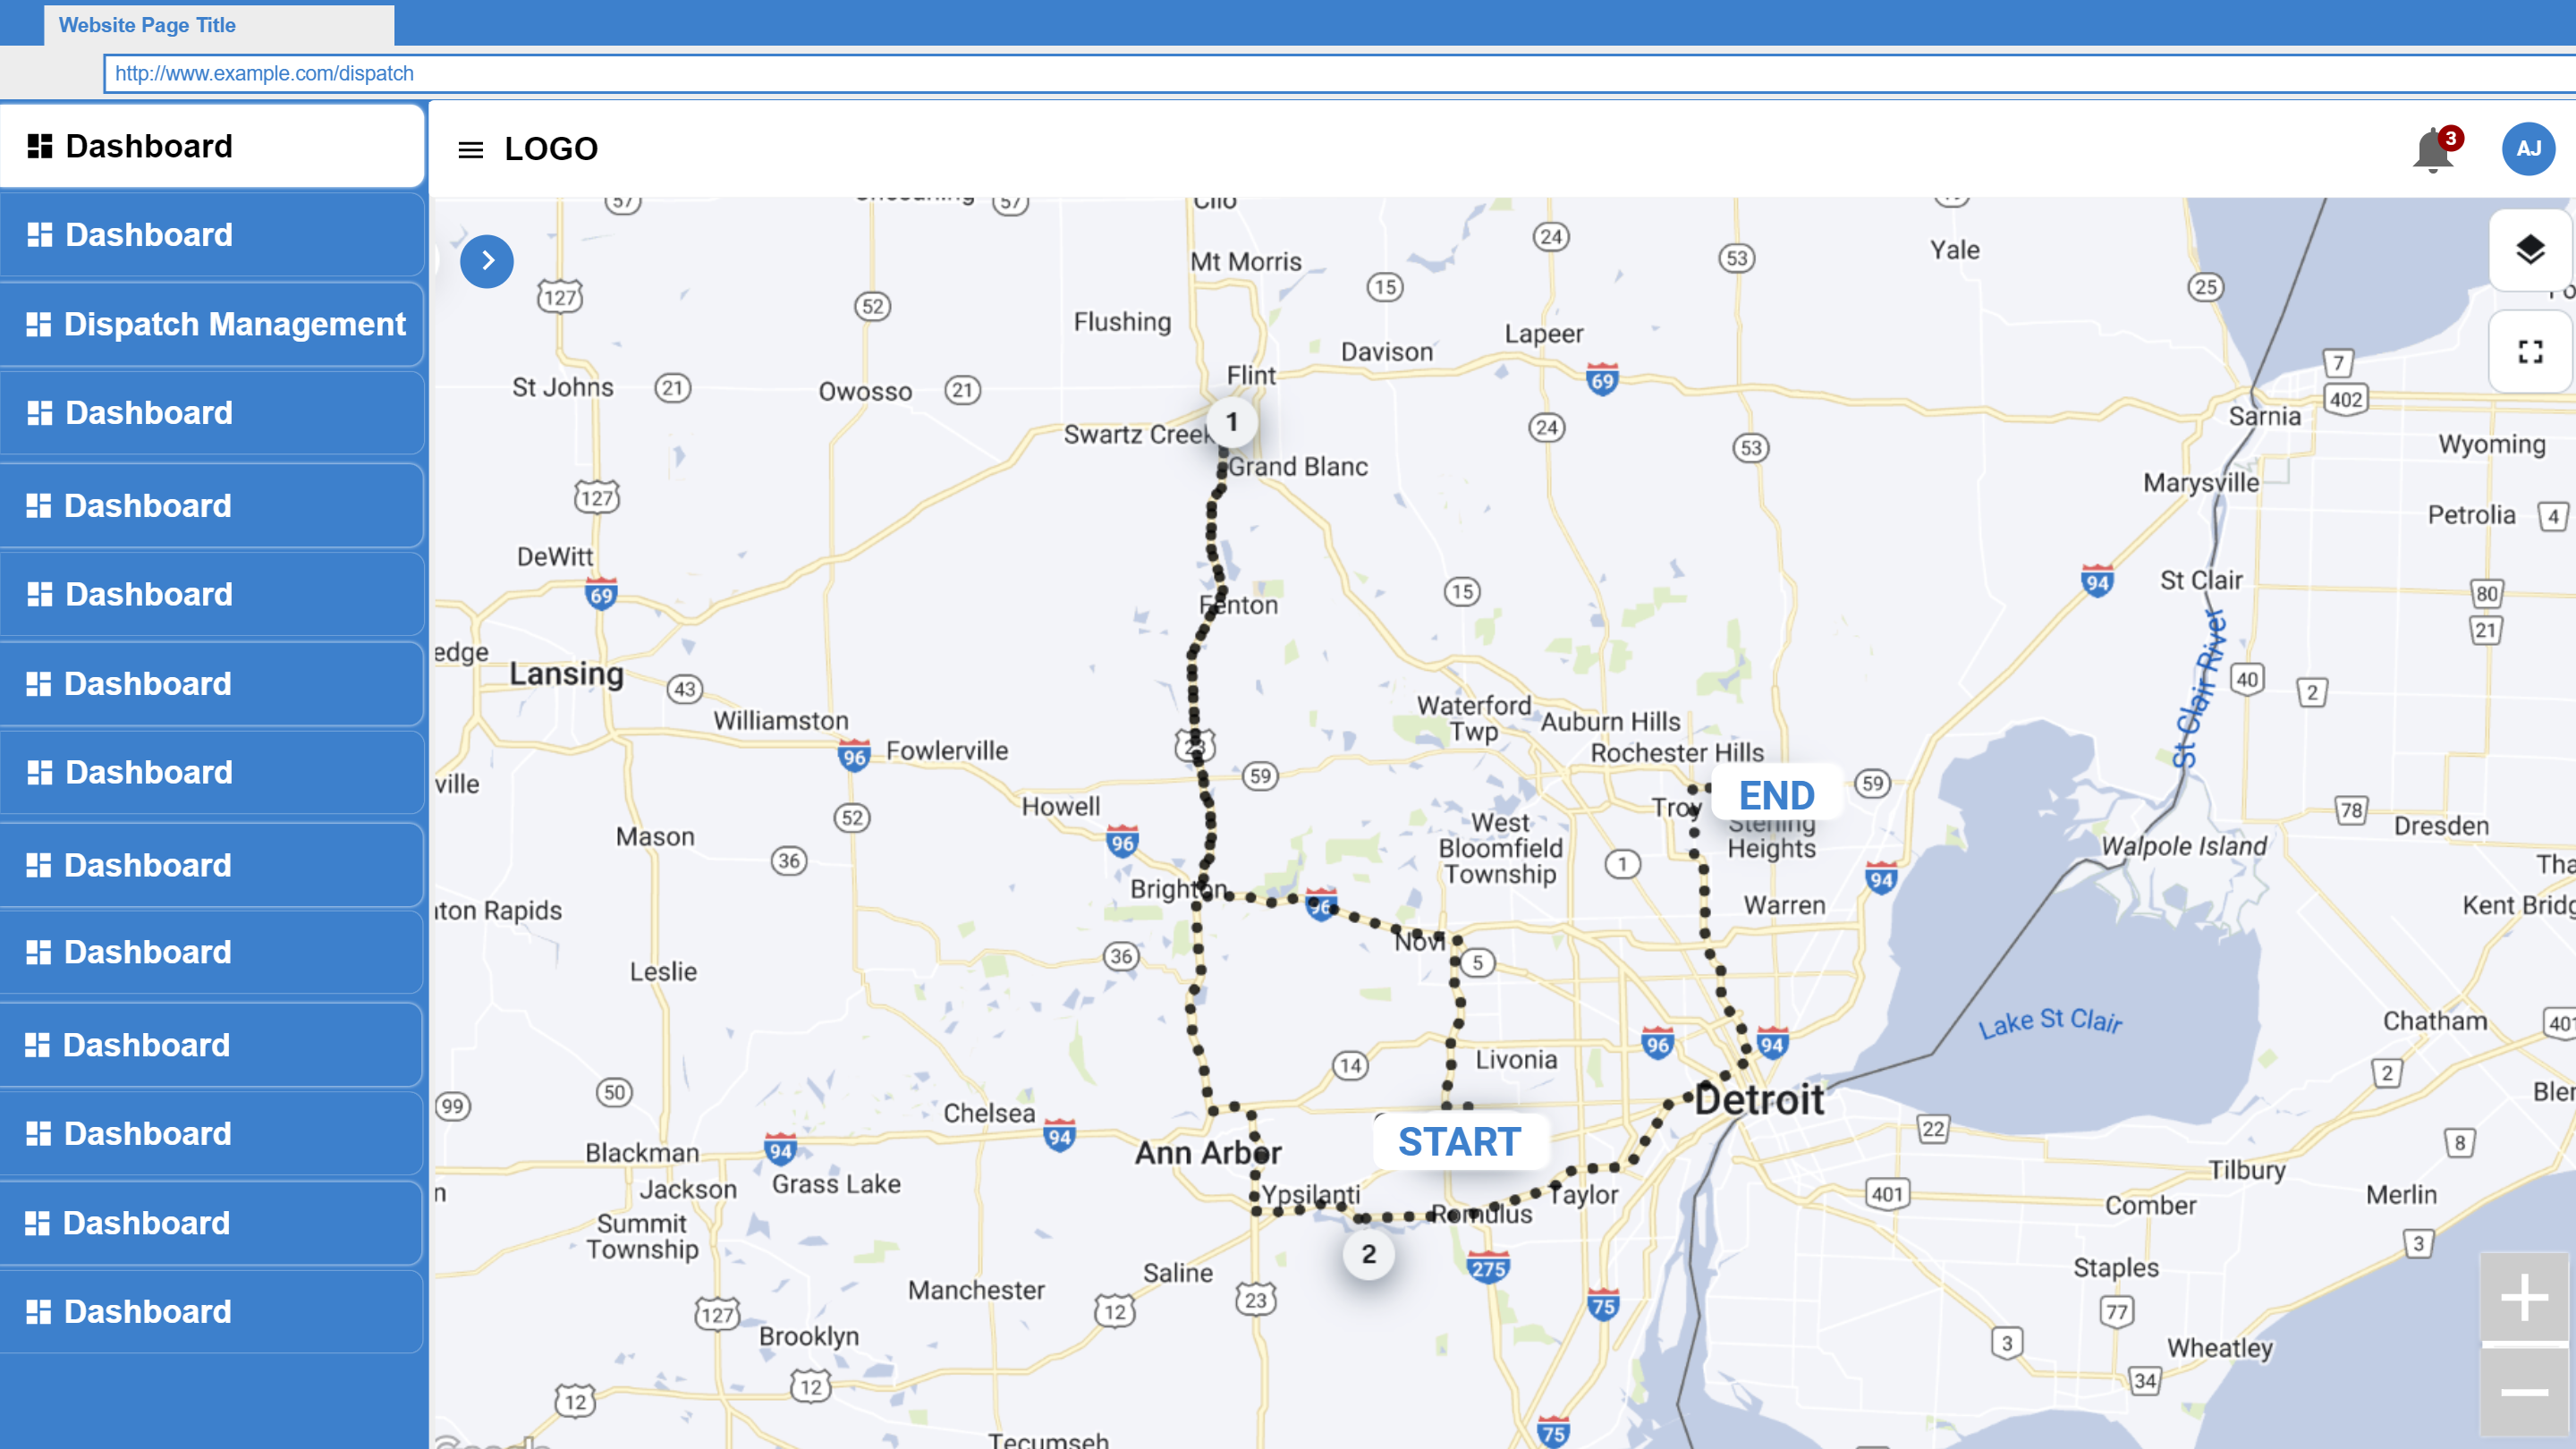 Website Page Title
http://www.example.com/dispatch
Dashboard
LOGO
3
AJ
Dashboard
Dispatch Management
Dashboard
Dashboard
Dashboard
Dashboard
Dashboard
Dashboard
Dashboard
Dashboard
Dashboard
Dashboard
Dashboard
57
57
Clio
24
Mt Morris
53
Yale
127
52
15
25
Flushing
Lapeer
Davison
7
Flint
69
St Johns
21
Owosso
21
402
1
24
Sarnia
Swartz Creek
53
Wyoming
Grand Blanc
Marysville
127
Petrolia
4
DeWitt
94
St Clair
69
15
80
Fenton
21
edge
St Clair River
Lansing
43
40
2
Waterford
Twp
Williamston
Auburn Hills
96
Fowlerville
23
Rochester Hills
59
ville
END
59
Howell
Troy
52
78
West
Bloomfield
Township
Sterling
Heights
Dresden
Mason
96
Walpole Island
36
1
Tha
94
Brighton
96
Warren
aton Rapids
Kent Bridg
Novi
36
5
Leslie
Lake St Clair
Chatham
401
96
94
Livonia
14
2
50
99
Detroit
Bler
Chelsea
22
94
START
94
8
Blackman
Ann Arbor
Tilbury
n
Jackson
Grass Lake
Ypsilanti
Taylor
401
Merlin
Comber
Romulus
Summit
Township
3
2
275
Saline
Staples
Manchester
23
75
127
12
77
Brooklyn
3
Wheatley
12
34
12
75
Tecumseh